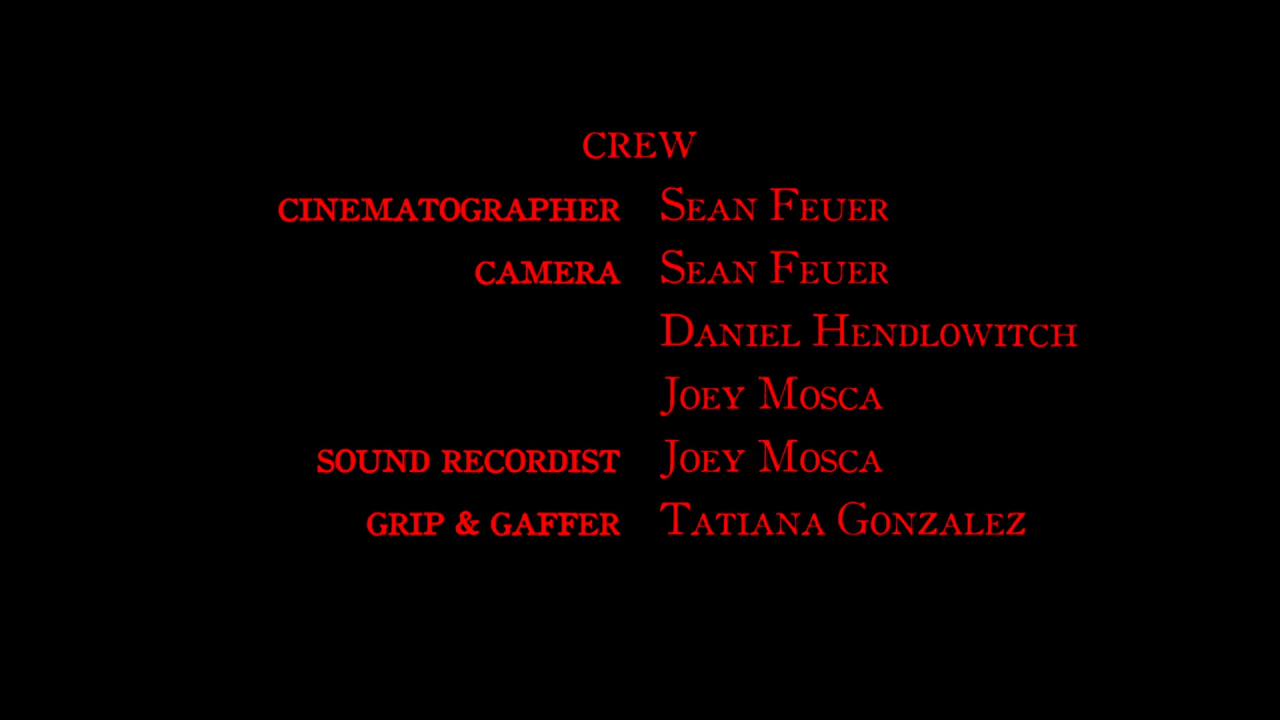 CREW
CINEMATOGRAPHER Sean Feuer
CAMERA Sean Feuer
Daniel Hendlowitch
Joey Mosca
SOUND RECORDIST Joey Mosca
GRIP & GAFFER Tatiana Gonzalez